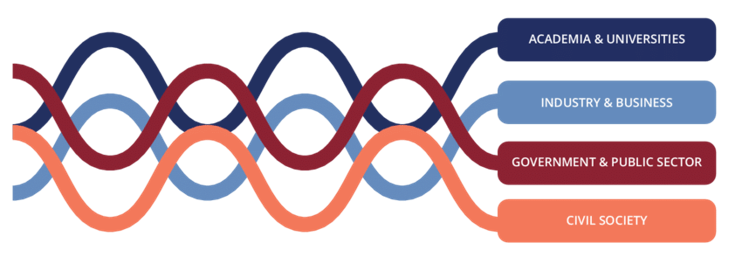 ACADEMIA & UNIVERSITIES
INDUSTRY & BUSINESS
GOVERNMENT & PUBLIC SECTOR
CIVIL SOCIETY